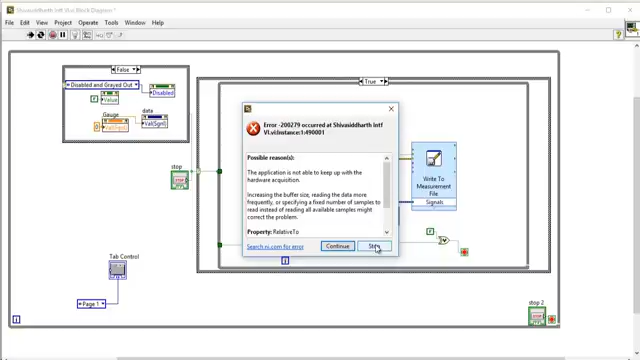 Shivasiddharth Intf VI.vi Block Diagram *
File Edit View Project Operate Tools Window Help
False
Disabled and Grayed Out
Disabled
F
Value
Gauge
data
0
Val(Sgnl)
Val(Sgnl)
stop
True
Error -200279 occurred at Shivasiddharth Intf
VI.vi:Instance:1:490001
Possible reason(s):
The application is not able to keep up with the
hardware acquisition.
Increasing the buffer size, reading the data more
frequently, or specifying a fixed number of samples to
read instead of reading all available samples might
correct the problem.
Property: RelativeTo
Search ni.com for error
Continue
Stop
Write To
Measurement
File
Signals
F
i
Tab Control
Page 1
stop 2
i